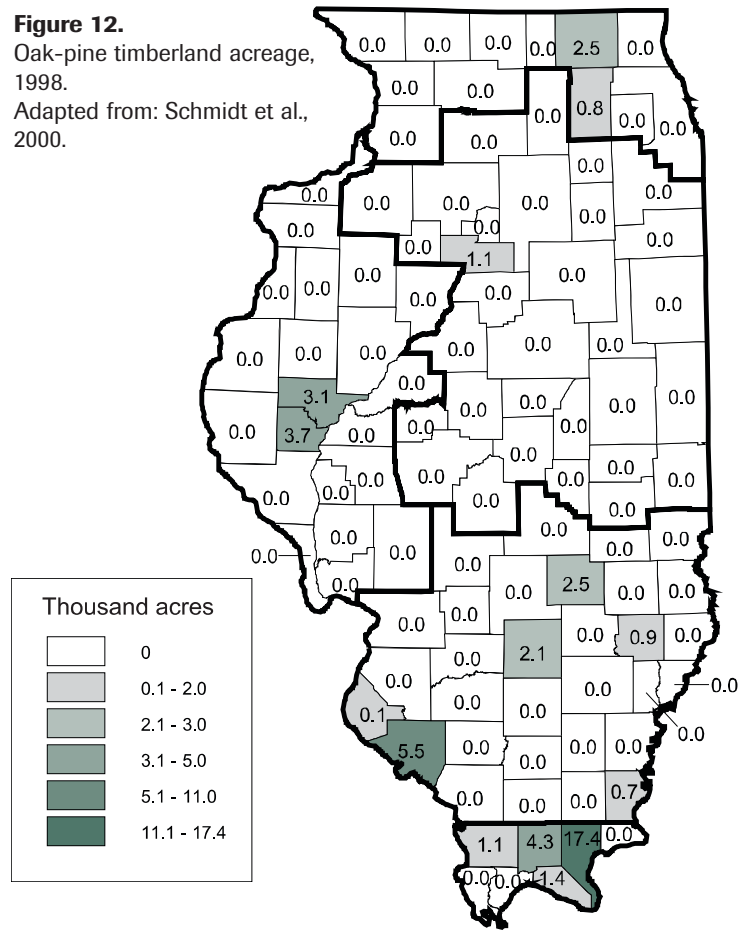 Figure 12.
Oak-pine timberland acreage,
1998.
Adapted from: Schmidt et al.,
2000.
0.0 0.0 0.0 0.0 2.5 0.0
0.0 0.0 0.8
0.0 0.0 0.0 0.0 0.0
0.0
0.0 0.0 0.0 0.0 0.0
0.0 0.0 0.0
0.0 1.1 0.0
0.0 0.0 0.0 0.0
0.0 0.0 0.0 0.0
0.0 0.0 0.0 0.0 0.0 0.0
0.0 0.0
3.1 0.0 0.0 0.0
0.0 3.7 0.0 0.0 0.0
0.0 0.0 0.0 0.0
0.0 0.0 0.0 0.0
0.0 0.0 0.0
0.0 0.0 0.0 0.0
0.0 0.0 0.0
0.0 0.0 2.5 0.0 0.0
0.0 0.0
0.0 0.9 0.0
0.0 2.1
0.0 0.0 0.0
0.1 0.0 0.0
5.5 0.0 0.0 0.0 0.0
0.0
0.0 0.0 0.0 0.7
1.1 4.3 17.4 0.0
0.0 0.0 1.4
Thousand acres
0
0.1 - 2.0
2.1 - 3.0
3.1 - 5.0
5.1 - 11.0
11.1 - 17.4